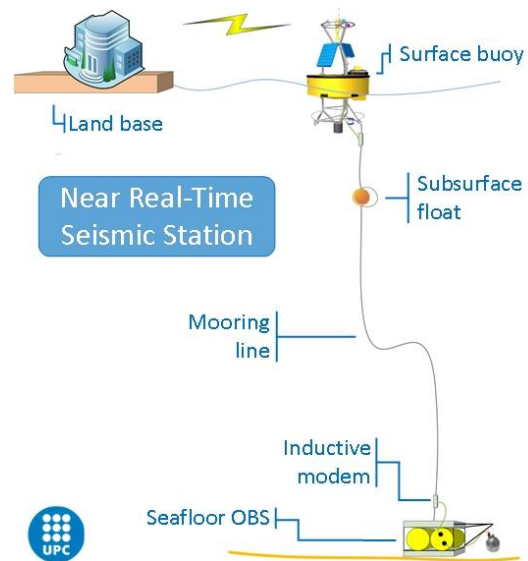 Surface buoy
Land base
Near Real-Time
Seismic Station
Subsurface
float
Mooring
line
Inductive
modem
Seafloor OBS
UPC